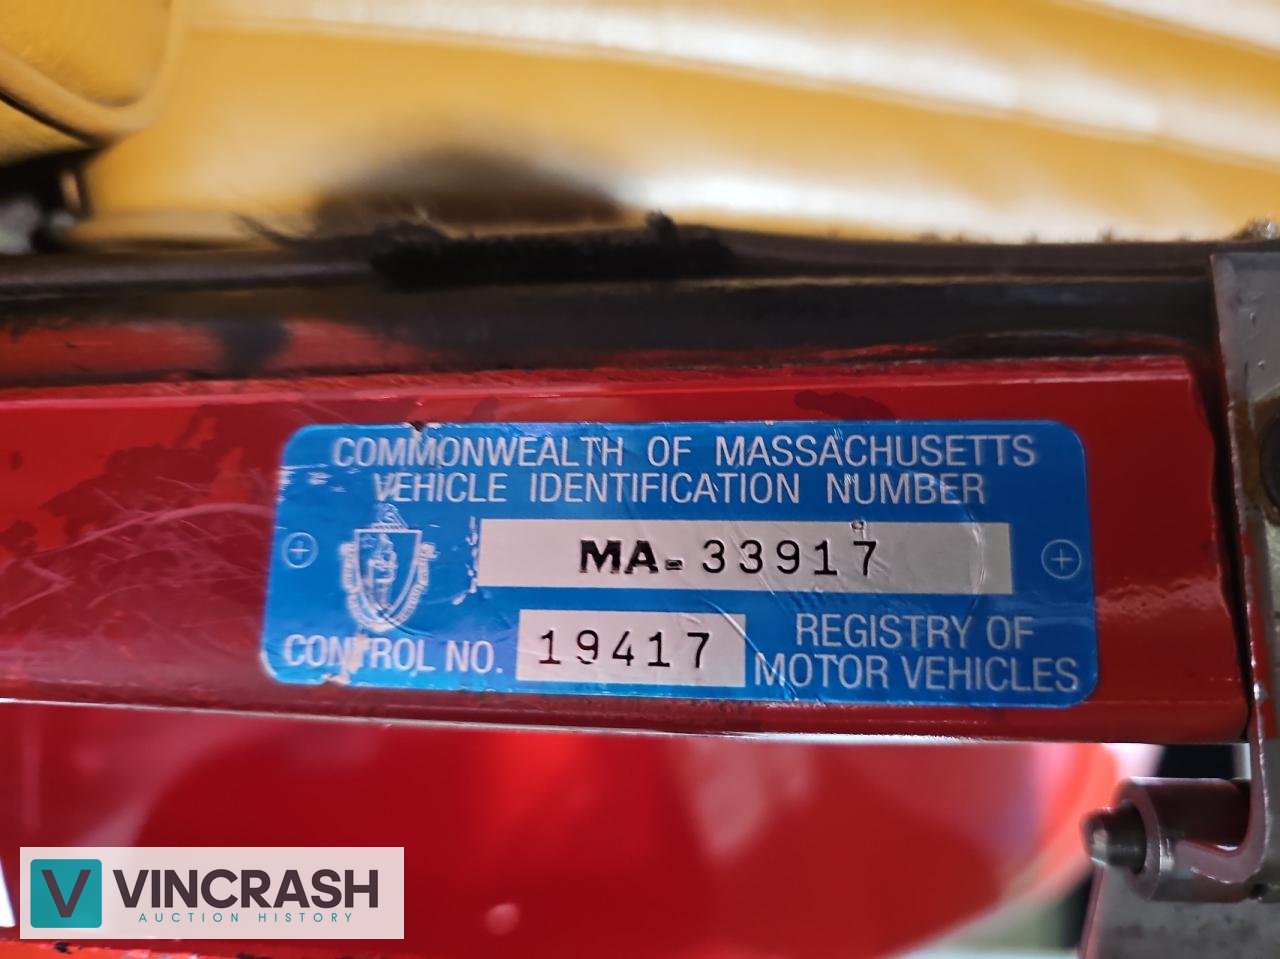 COMMONWEALTH OF MASSACHUSETTS
VEHICLE IDENTIFICATION NUMBER
MA-33917
CONTROL NO. 19417
REGISTRY OF
MOTOR VEHICLES
V VINCRASH
AUCTION HISTORY